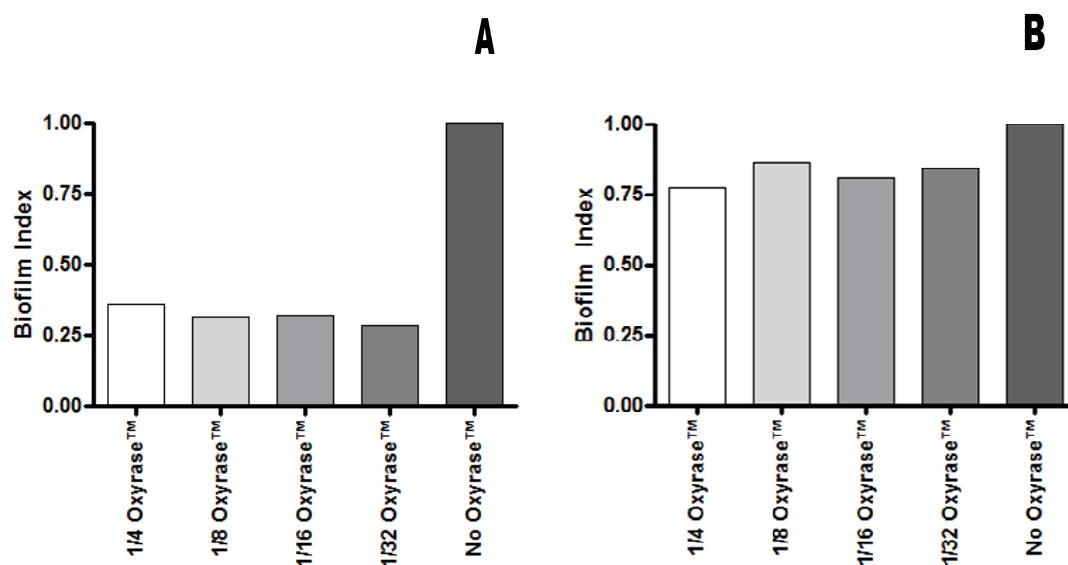 A
Biofilm Index
1.00
0.75
0.50
0.25
0.00
1/4 Oxyrase™
1/8 Oxyrase™
1/16 Oxyrase™
1/32 Oxyrase™
No Oxyrase™
B
Biofilm Index
1.00
0.75
0.50
0.25
0.00
1/4 Oxyrase™
1/8 Oxyrase™
1/16 Oxyrase™
1/32 Oxyrase™
No Oxyrase™